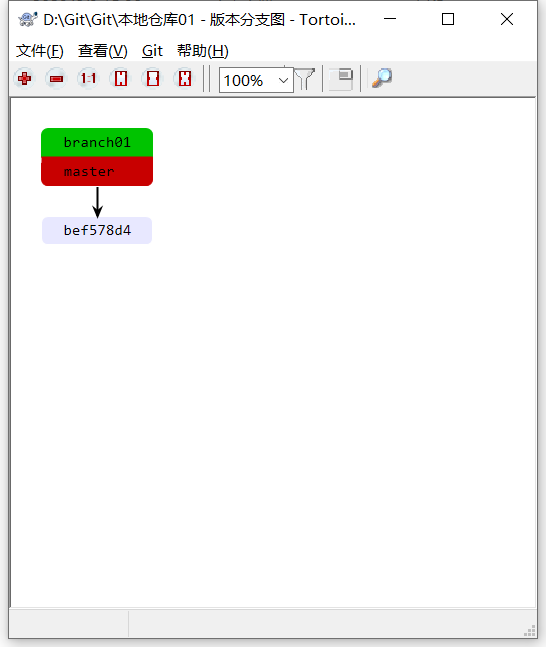 D:\Git\Git\本地仓库01 - 版本分支图 - Tortoi...
文件(F) 查看(V) Git 帮助(H)
1:1 100%
branch01
master
bef578d4